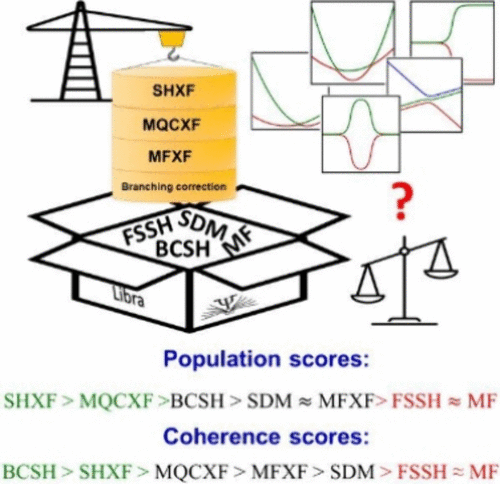 SHXF
MQCXF
MFXF
Branching correction
FSSH SDM MF
BCSH
Libra
?
Population scores:
SHXF > MQCXF >BCSH > SDM ≈ MFXF> FSSH ≈ MF
Coherence scores:
BCSH > SHXF > MQCXF > MFXF > SDM > FSSH ≈ MF